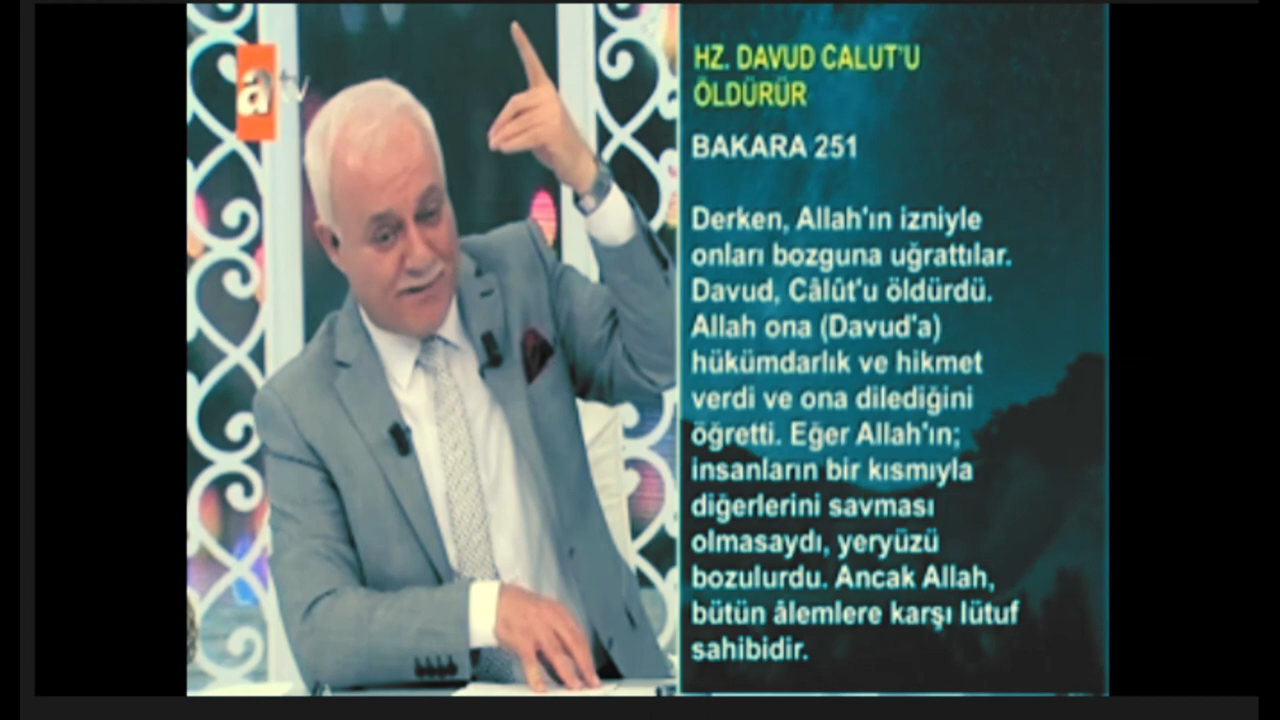 atv
HZ. DAVUD CALUT'U
ÖLDÜRÜR
BAKARA 251
Derken, Allah'ın izniyle
onları bozguna uğrattılar.
Davud, Câlût'u öldürdü.
Allah ona (Davud'a)
hükümdarlık ve hikmet
verdi ve ona dilediğini
öğretti. Eğer Allah'ın;
insanların bir kısmıyla
diğerlerini savması
olmasaydı, yeryüzü
bozulurdu. Ancak Allah,
bütün âlemlere karşı lütuf
sahibidir.